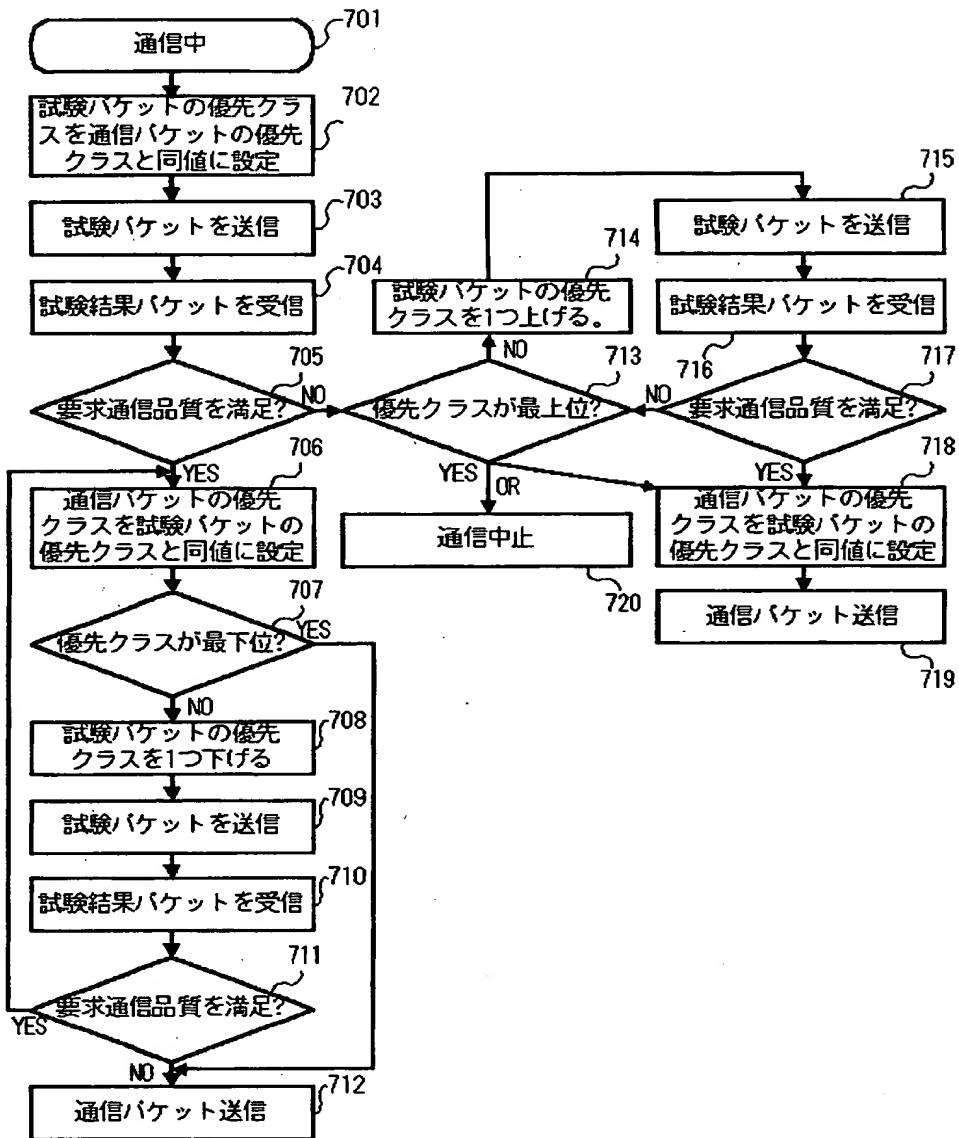 通信中
701
試験パケットの優先クラ
スを通信パケットの優先
クラスと同値に設定
702
試験パケットを送信
703
試験結果パケットを受信
704
要求通信品質を満足?
705
NO
YES
通信パケットの優先
クラスを試験パケットの
優先クラスと同値に設定
706
優先クラスが最下位?
707
YES
NO
試験パケットの優先
クラスを1つ下げる
708
試験パケットを送信
709
試験結果パケットを受信
710
要求通信品質を満足?
711
YES
NO
通信パケット送信
712
優先クラスが最上位?
713
NO
YES
OR
試験パケットの優先
クラスを1つ上げる。
714
試験パケットを送信
715
試験結果パケットを受信
716
要求通信品質を満足?
717
NO
YES
通信パケットの優先
クラスを試験パケットの
優先クラスと同値に設定
718
通信パケット送信
719
通信中止
720